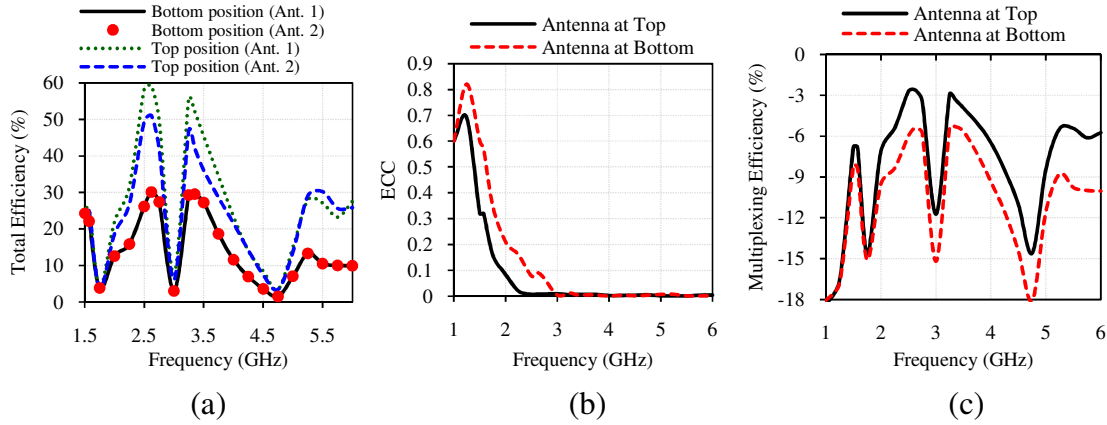 Bottom position (Ant. 1)
Bottom position (Ant. 2)
Top position (Ant. 1)
Top position (Ant. 2)
Total Efficiency (%)
60
50
40
30
20
10
0
1.5
2.5
3.5
4.5
5.5
Frequency (GHz)
(a)
Antenna at Top
Antenna at Bottom
ECC
0.9
0.8
0.7
0.6
0.5
0.4
0.3
0.2
0.1
0
1
2
3
4
5
6
Frequency (GHz)
(b)
Antenna at Top
Antenna at Bottom
Multiplexing Efficiency (%)
-0
-3
-6
-9
-12
-15
-18
1
2
3
4
5
6
Frequency (GHz)
(c)